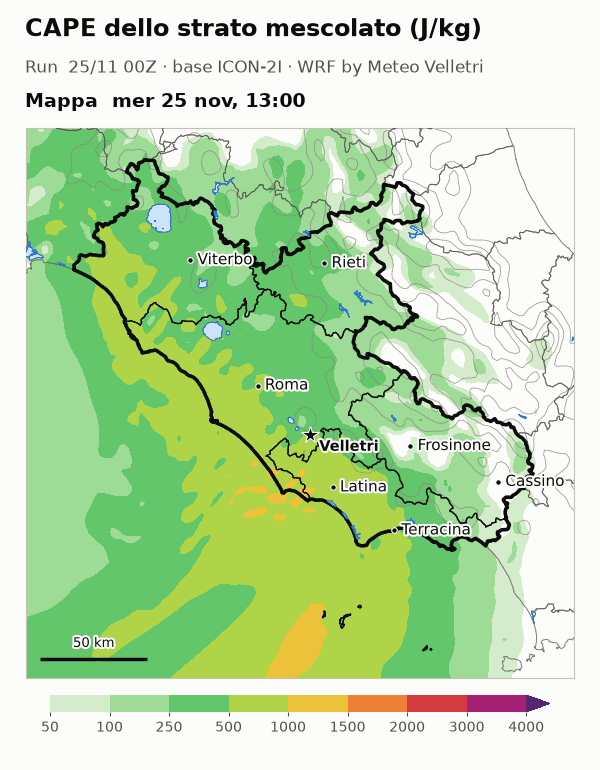 CAPE dello strato mescolato (J/kg)
Run  25/11 00Z · base ICON-2I · WRF by Meteo Velletri
Mappa  mer 25 nov, 13:00
Viterbo
Rieti
Roma
Velletri
Frosinone
Cassino
Latina
Terracina
50 km
50 100 250 500 1000 1500 2000 3000 4000